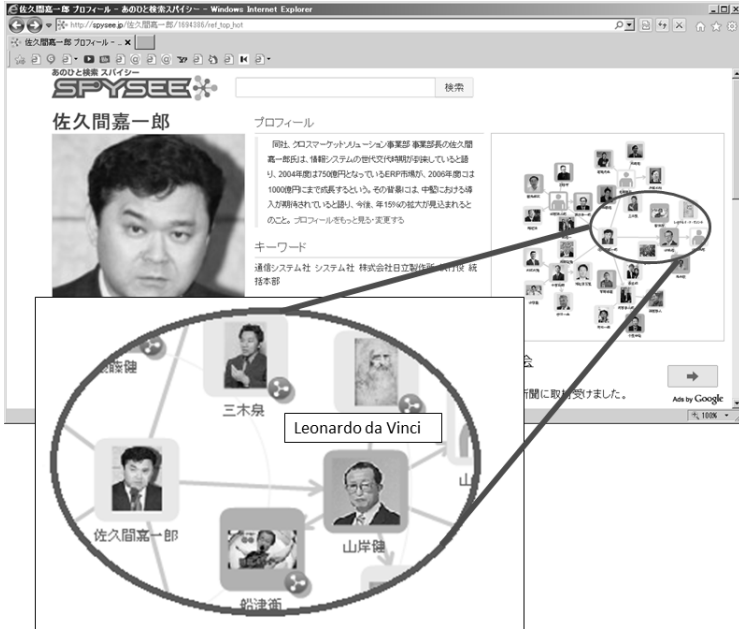 佐久間嘉一郎 プロフィール - あのひと検索スパイシー - Windows Internet Explorer
http://spysee.jp/佐久間嘉一郎/1694386/ref_top_hot
佐久間嘉一郎 プロフィール - ..
あのひと検索 スパイシー
SPYSEE
検索
佐久間嘉一郎
プロフィール
同社、クロスマーケットソリューション事業部 事業部長の佐久間
嘉一郎氏は、情報システムの世代交代時期が到来していると語
り、2004年度は750億円となっているERP市場が、2006年度には
1000億円にまで成長するという。その背景には、中堅における導
入が期待されていると語り、今後、年15%の拡大が見込まれると
のこと。プロフィールをもっと見る・変更する
キーワード
通信システム社 システム社 株式会社日立製作所 執行役 統
括本部
会
聞に取材受けました。
Ads by Google
100%
藤健
三木泉
Leonardo da Vinci
佐久間嘉一郎
山岸健
山
船津衛